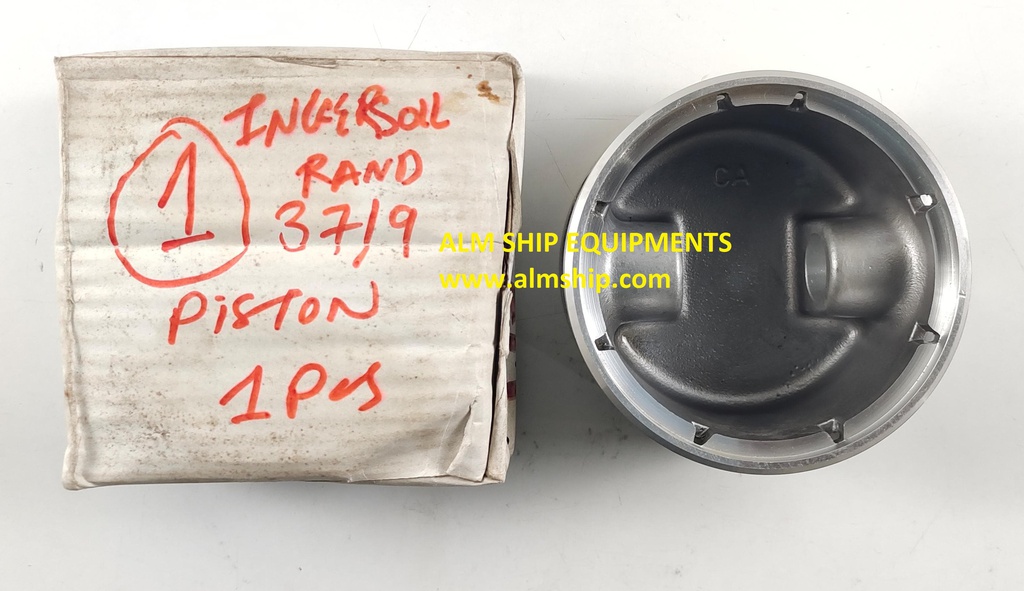 INGERSOLL
RAND
1
37/9
PISTON
1 Pcs
CA
ALM SHIP EQUIPMENTS
www.almship.com